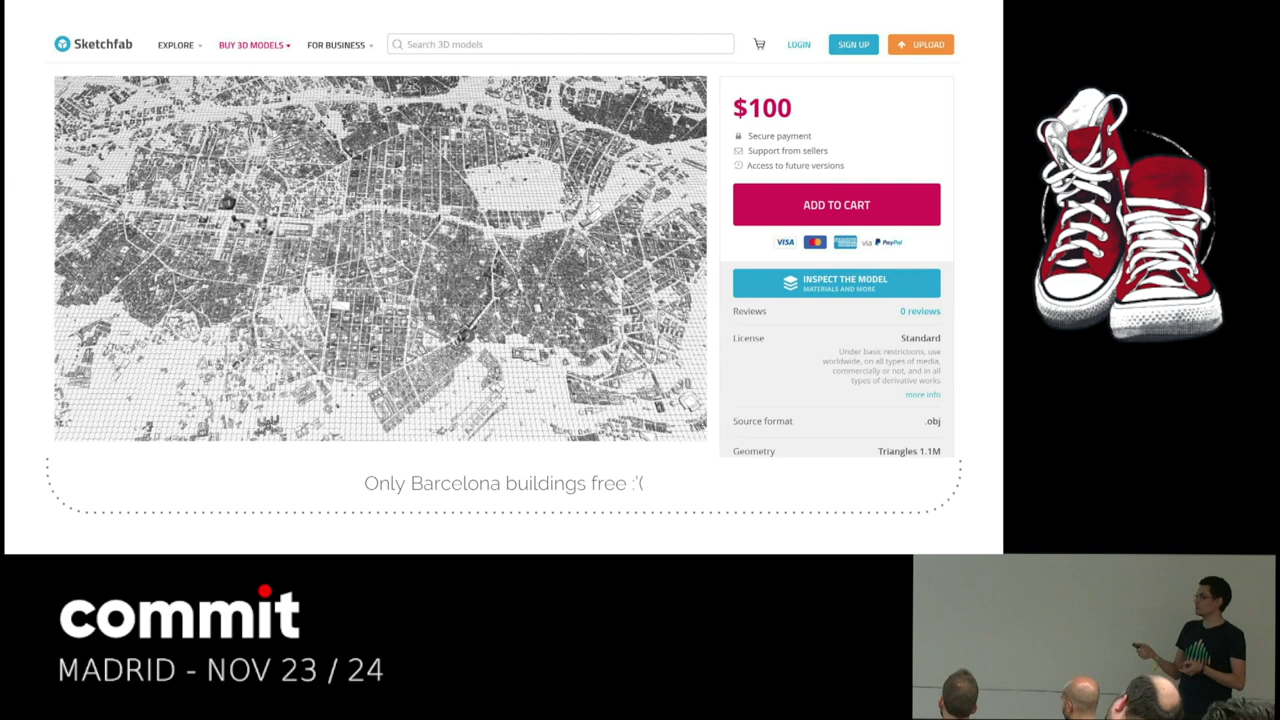 Sketchfab
EXPLORE
BUY 3D MODELS
FOR BUSINESS
Search 3D models
LOGIN
SIGN UP
UPLOAD
$100
Secure payment
Support from sellers
Access to future versions
ADD TO CART
VISA
via PayPal
INSPECT THE MODEL
MATERIALS AND MORE
Reviews 0 reviews
License Standard
Under basic restrictions, use
worldwide, on all types of media,
commercially or not, and in all
types of derivative works
more info
Source format .obj
Geometry Triangles 1.1M
Only Barcelona buildings free :'(
commit
MADRID - NOV 23 / 24